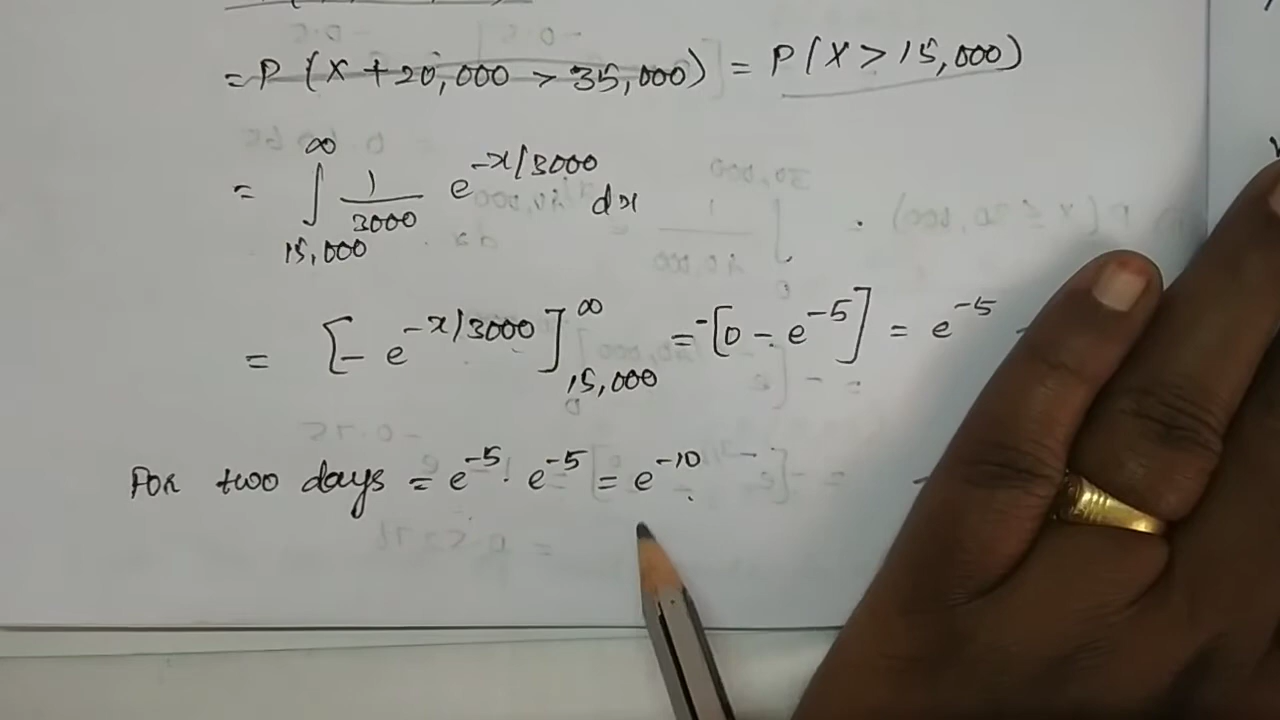 = P (X + 20,000 > 35,000) = P(X > 15,000)
= ∫_{15,000}^{∞} 1/3000 e^{-x/3000} dx
= [- e^{-x/3000}]_{15,000}^{∞} = -[0 - e^{-5}] = e^{-5}
For two days = e^{-5} . e^{-5} = e^{-10}.